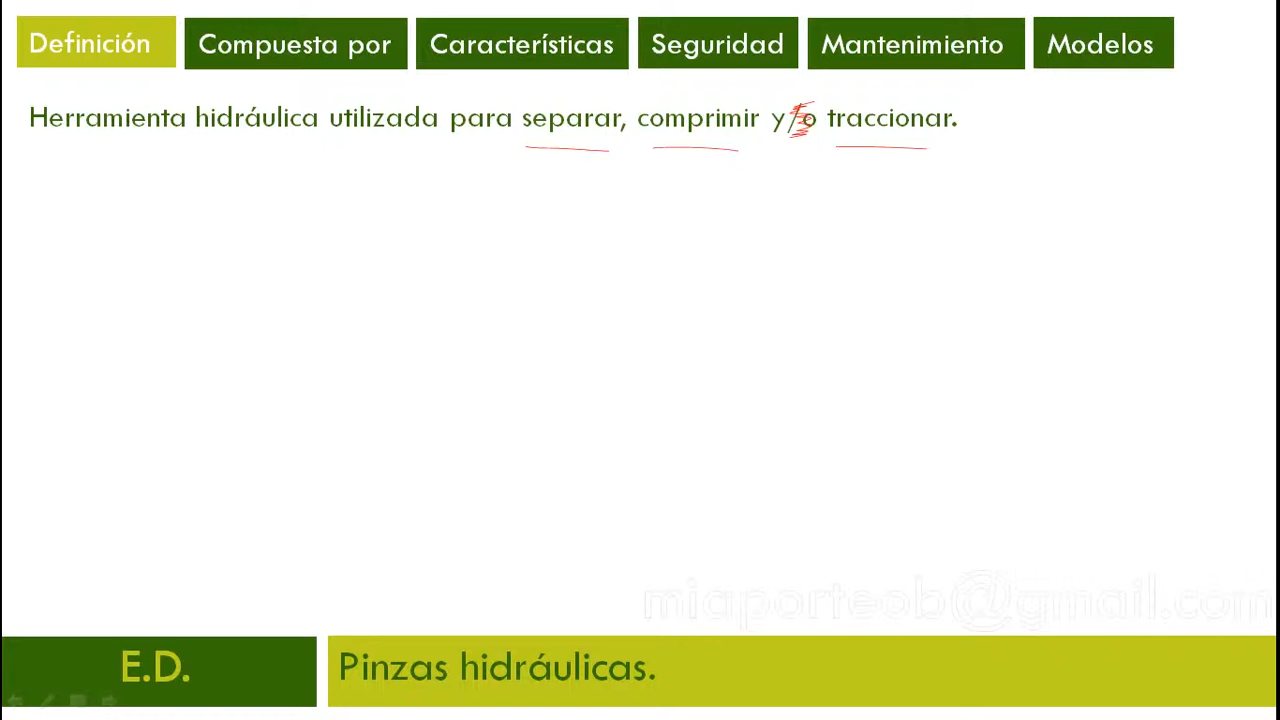 Definición Compuesta por Características Seguridad Mantenimiento Modelos
Herramienta hidráulica utilizada para separar, comprimir y/o traccionar.
miaporteob@gmail.com
E.D. Pinzas hidráulicas.